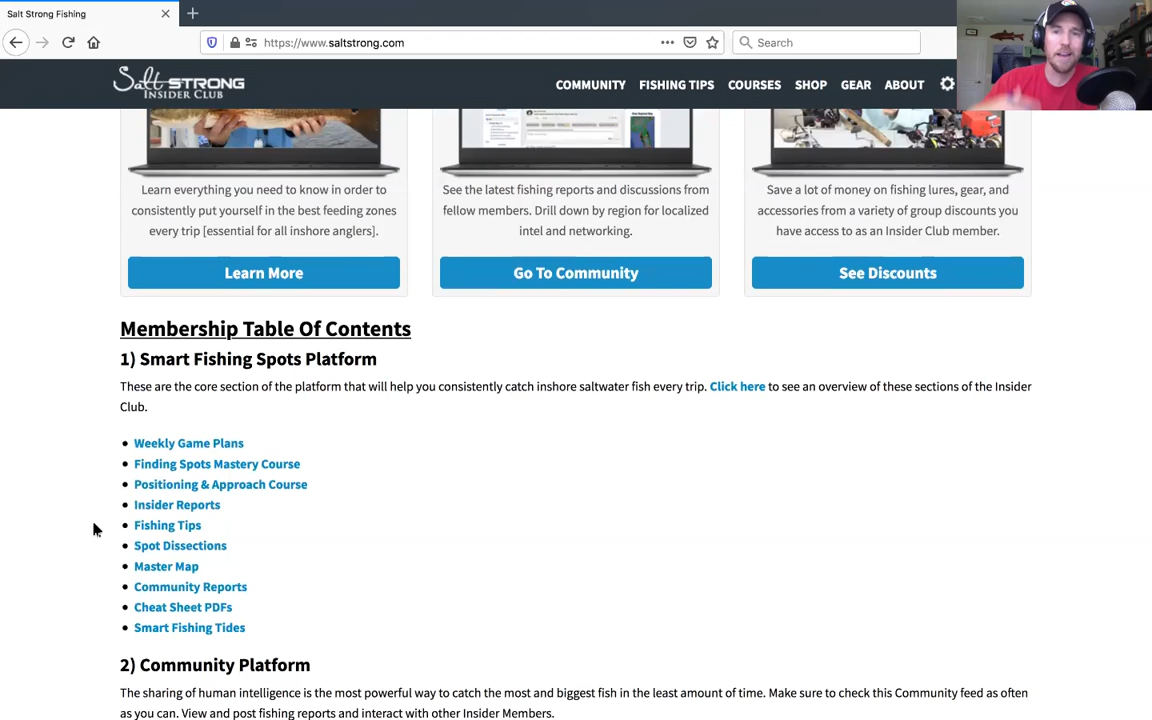 Salt Strong Fishing
https://www.saltstrong.com
Search
Salt STRONG
INSIDER CLUB
COMMUNITY FISHING TIPS COURSES SHOP GEAR ABOUT
Learn everything you need to know in order to
consistently put yourself in the best feeding zones
every trip [essential for all inshore anglers].
Learn More
See the latest fishing reports and discussions from
fellow members. Drill down by region for localized
intel and networking.
Go To Community
Save a lot of money on fishing lures, gear, and
accessories from a variety of group discounts you
have access to as an Insider Club member.
See Discounts
Membership Table Of Contents
1) Smart Fishing Spots Platform
These are the core section of the platform that will help you consistently catch inshore saltwater fish every trip. Click here to see an overview of these sections of the Insider
Club.
Weekly Game Plans
Finding Spots Mastery Course
Positioning & Approach Course
Insider Reports
Fishing Tips
Spot Dissections
Master Map
Community Reports
Cheat Sheet PDFs
Smart Fishing Tides
2) Community Platform
The sharing of human intelligence is the most powerful way to catch the most and biggest fish in the least amount of time. Make sure to check this Community feed as often
as you can. View and post fishing reports and interact with other Insider Members.